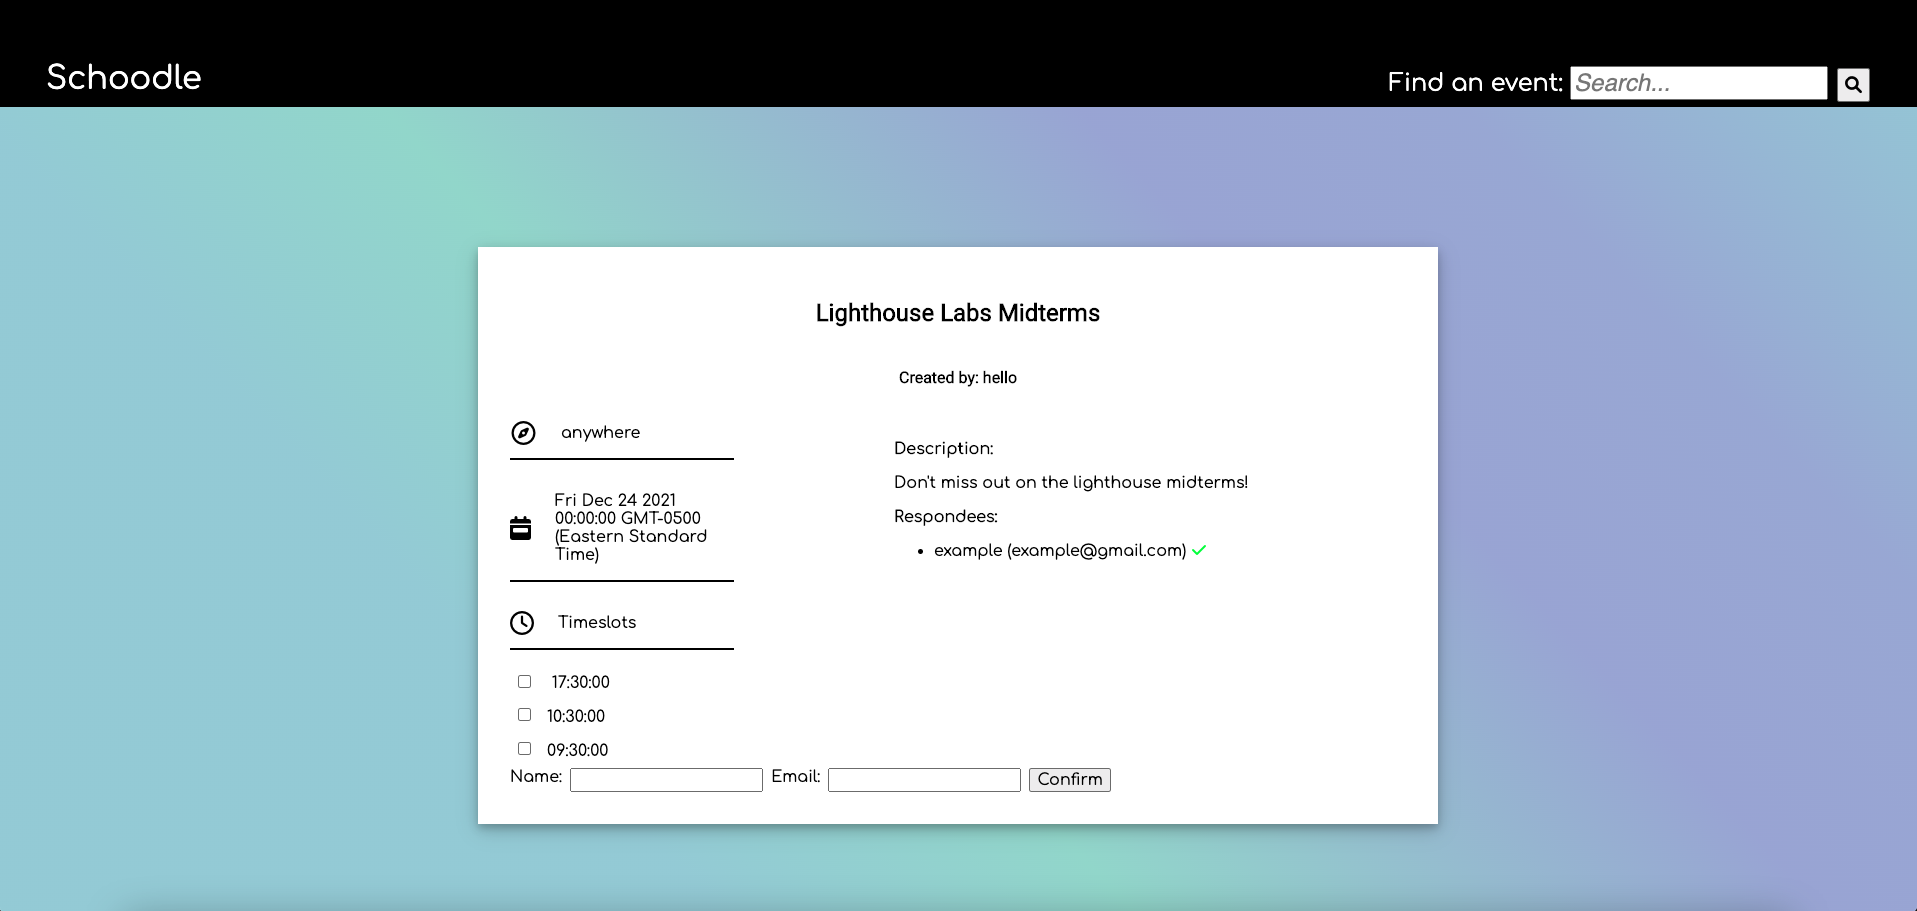 Schoodle
Find an event: Search...
Lighthouse Labs Midterms
Created by: hello
anywhere
Fri Dec 24 2021
00:00:00 GMT-0500
(Eastern Standard
Time)
Timeslots
17:30:00
10:30:00
09:30:00
Description:
Don't miss out on the lighthouse midterms!
Respondees:
example (example@gmail.com)
Name: Email: Confirm